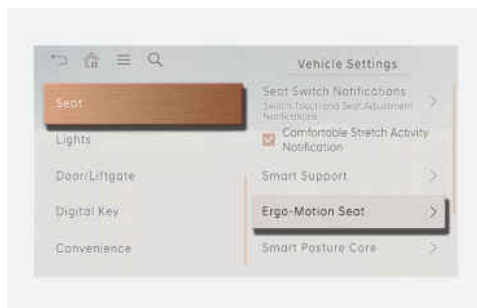 Vehicle Settings
Seat
Lights
Door/Liftgate
Digital Key
Convenience
Seat Switch Notifications
Switch Touch and Seat Adjustment
Notifications
Comfortable Stretch Activity
Notification
Smart Support
Ergo-Motion Seat
Smart Posture Care